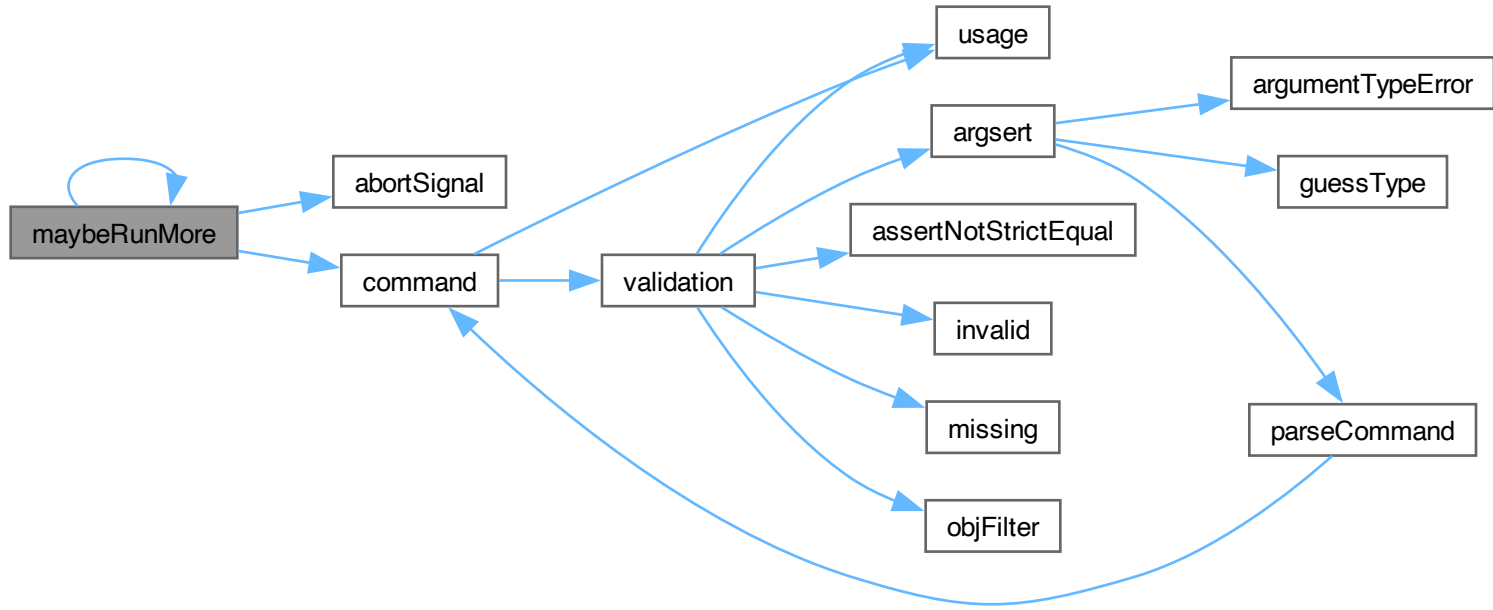 maybeRunMore
abortSignal
command
validation
usage
argsert
assertNotStrictEqual
invalid
missing
objFilter
argumentTypeError
guessType
parseCommand